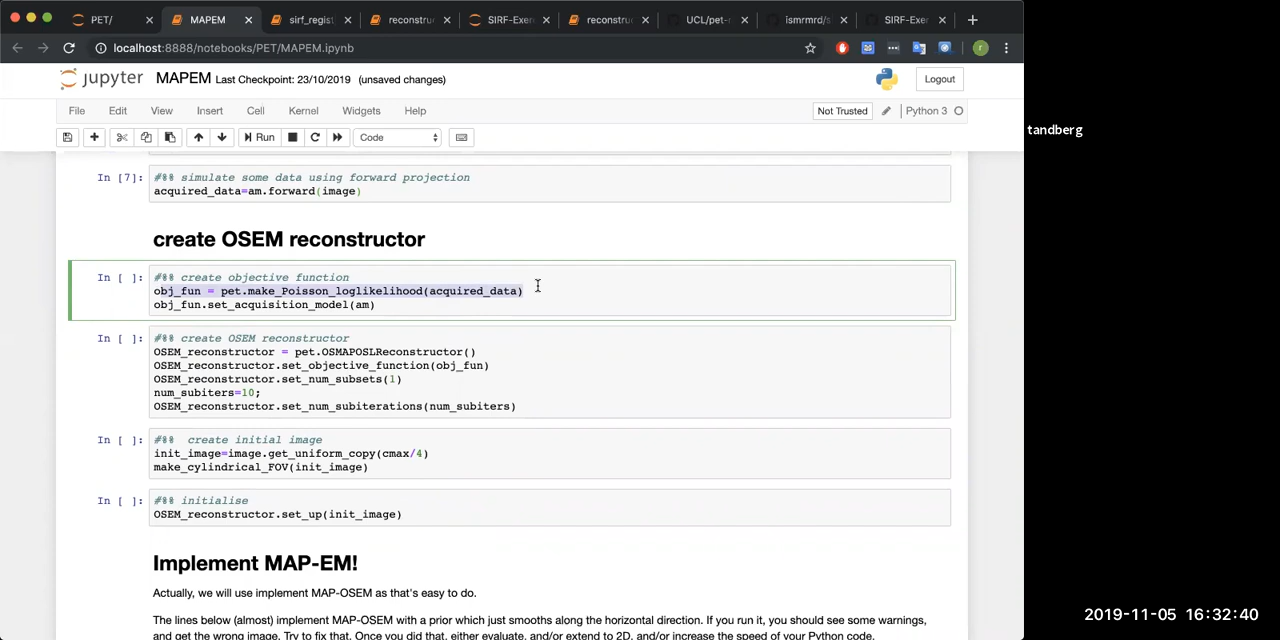 PET/
MAPEM
sirf_regist
reconstruc
SIRF-Exer
reconstruc
UCL/pet-r
ismrmrd/s
SIRF-Exer
localhost:8888/notebooks/PET/MAPEM.ipynb
r
jupyter MAPEM Last Checkpoint: 23/10/2019 (unsaved changes)
Logout
File Edit View Insert Cell Kernel Widgets Help
Not Trusted
Python 3
Run
Code
In [7]: #%% simulate some data using forward projection
acquired_data=am.forward(image)
create OSEM reconstructor
In [ ]: #%% create objective function
obj_fun = pet.make_Poisson_loglikelihood(acquired_data)
obj_fun.set_acquisition_model(am)
In [ ]: #%% create OSEM reconstructor
OSEM_reconstructor = pet.OSMAPOSLReconstructor()
OSEM_reconstructor.set_objective_function(obj_fun)
OSEM_reconstructor.set_num_subsets(1)
num_subiters=10;
OSEM_reconstructor.set_num_subiterations(num_subiters)
In [ ]: #%%  create initial image
init_image=image.get_uniform_copy(cmax/4)
make_cylindrical_FOV(init_image)
In [ ]: #%% initialise
OSEM_reconstructor.set_up(init_image)
Implement MAP-EM!
Actually, we will use implement MAP-OSEM as that's easy to do.
The lines below (almost) implement MAP-OSEM with a prior which just smooths along the horizontal direction. If you run it, you should see some warnings,
and get the wrong image. Try to fix that. Once you did that, either evaluate, and/or extend to 2D, and/or increase the speed of your Python code.
tandberg
2019-11-05 16:32:40